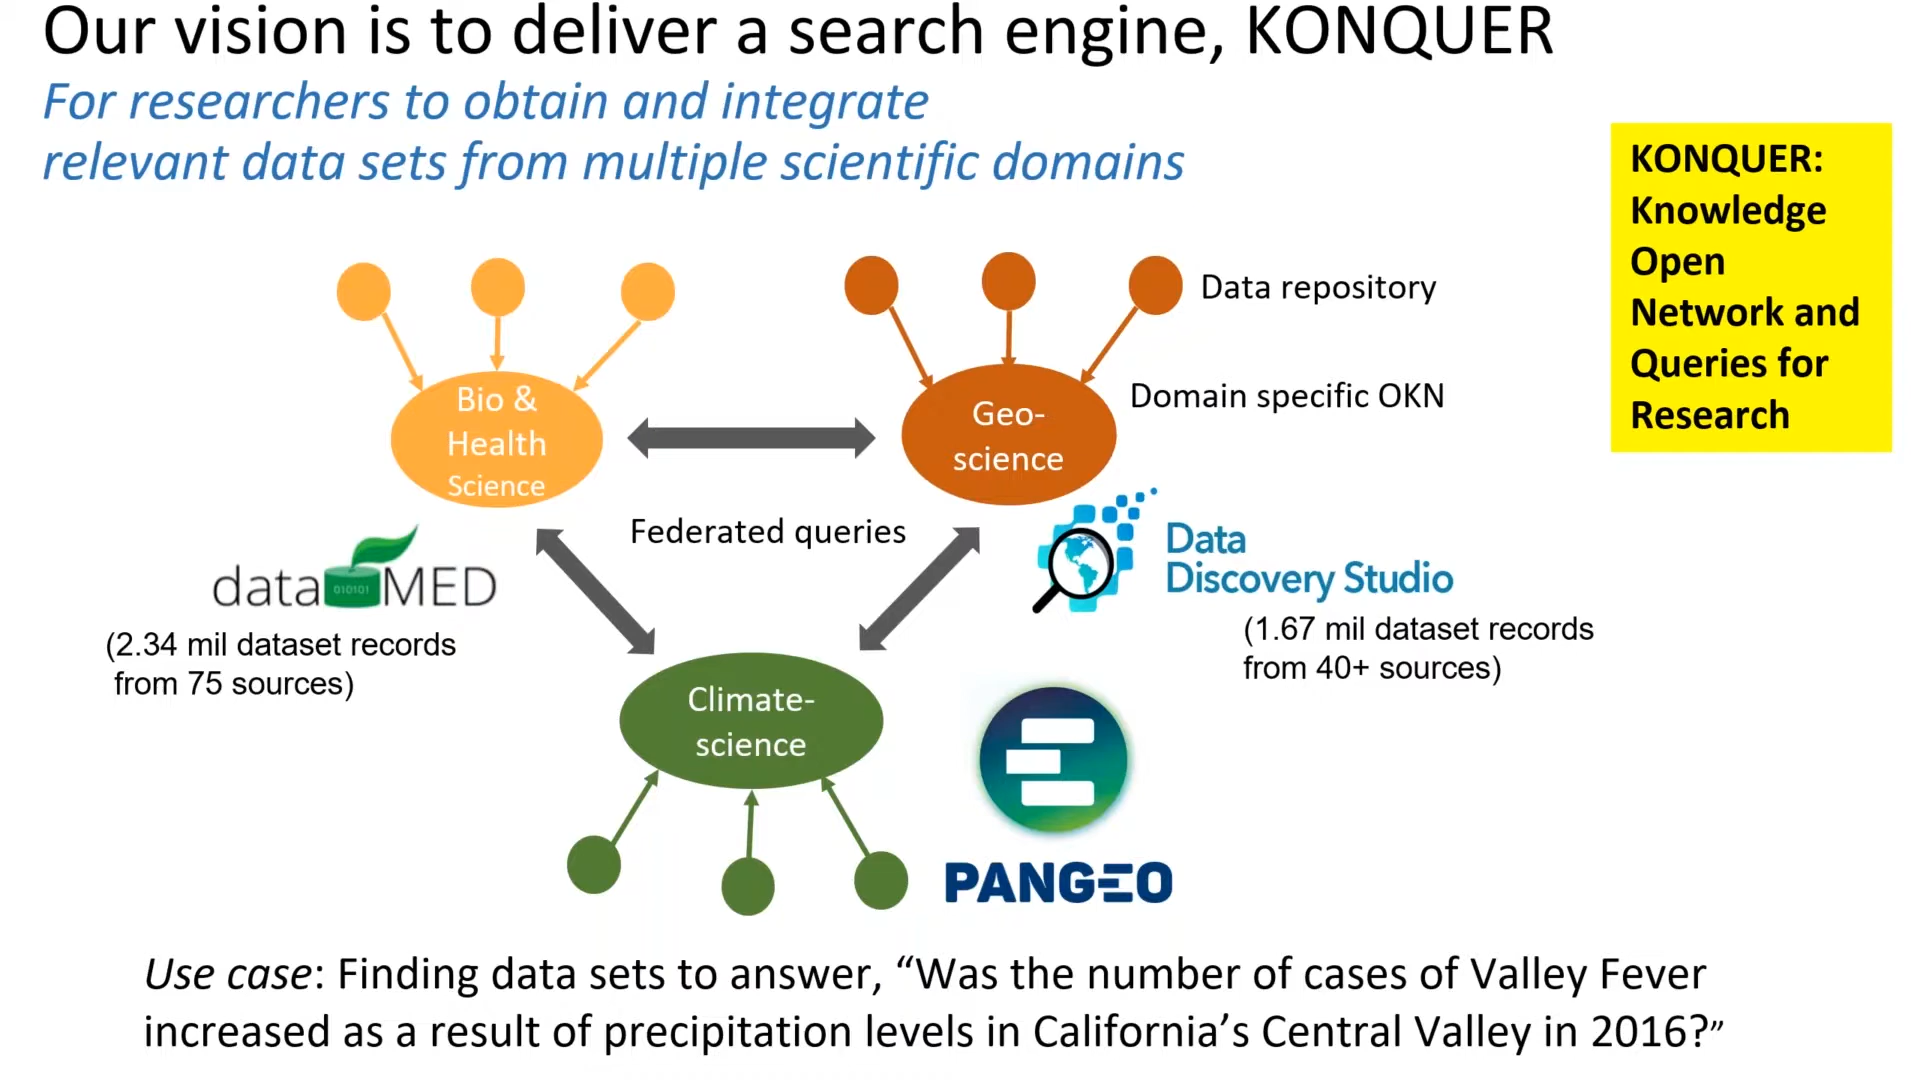 Our vision is to deliver a search engine, KONQUER
For researchers to obtain and integrate
relevant data sets from multiple scientific domains
KONQUER:
Knowledge
Open
Network and
Queries for
Research
Data repository
Domain specific OKN
Bio &
Health
Science
Geo-
science
Federated queries
data MED
010101
(2.34 mil dataset records
from 75 sources)
Data
Discovery Studio
(1.67 mil dataset records
from 40+ sources)
Climate-
science
PANGEO
Use case: Finding data sets to answer, “Was the number of cases of Valley Fever
increased as a result of precipitation levels in California’s Central Valley in 2016?”